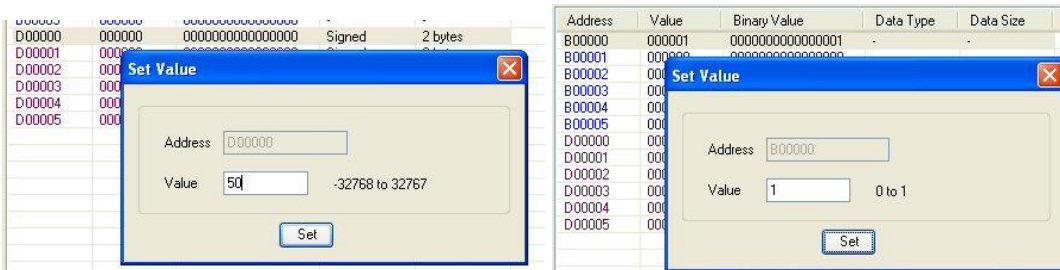 D00000 000000 0000000000000000 Signed 2 bytes
D00001
D00002
D00003
D00004
D00005
Set Value
Address D00000
Value 50 -32768 to 32767
Set
Address Value Binary Value Data Type Data Size
B00000 000001 0000000000000001 - -
B00001
B00002
B00003
B00004
B00005
D00000
D00001
D00002
D00003
D00004
D00005
Set Value
Address B00000
Value 1 0 to 1
Set